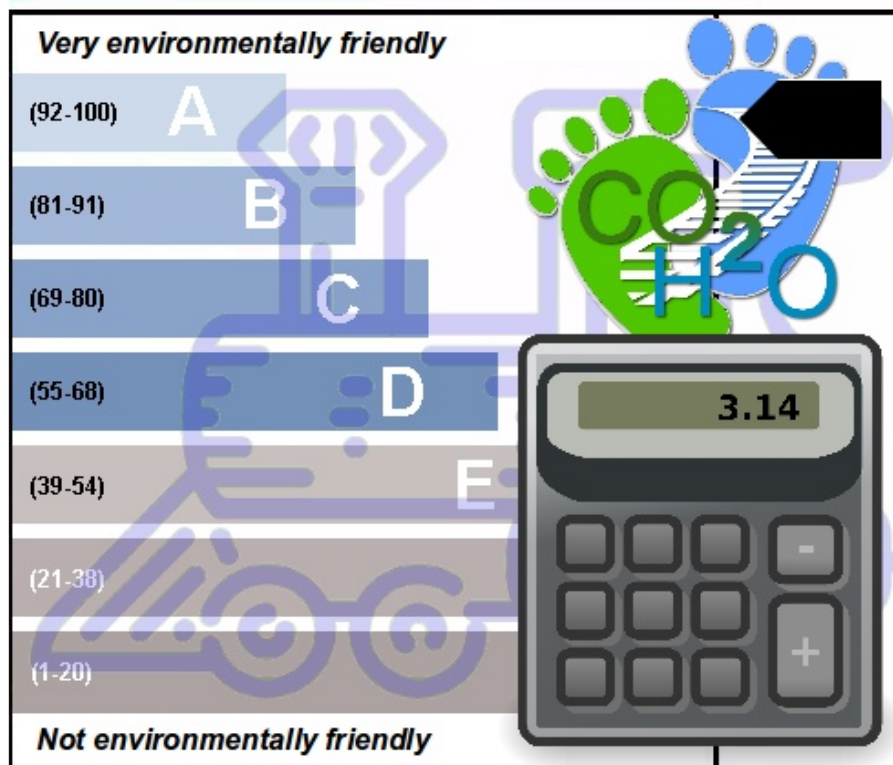 Very environmentally friendly
(92-100) A
(81-91) B
CO2
H2O
(69-80) C
(55-68) D
3.14
(39-54) E
(21-38)
-
+
(1-20)
Not environmentally friendly